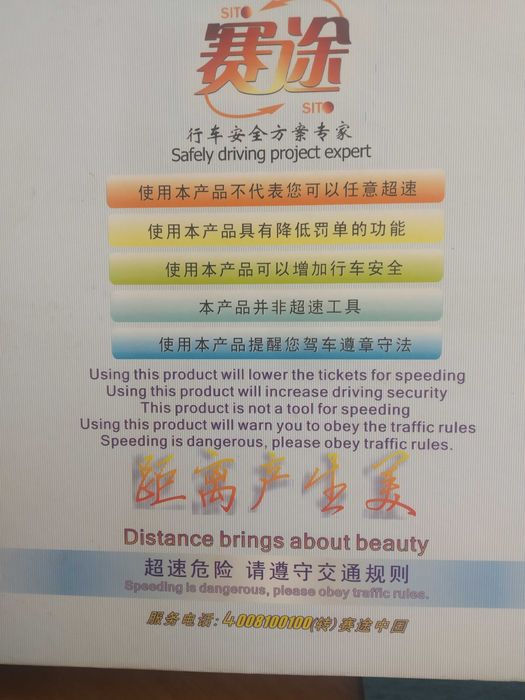 SITO
赛途
SITO
行车安全方案专家
Safely driving project expert
使用本产品不代表您可以任意超速
使用本产品具有降低罚单的功能
使用本产品可以增加行车安全
本产品并非超速工具
使用本产品提醒您驾车遵章守法
Using this product will lower the tickets for speeding
Using this product will increase driving security
This product is not a tool for speeding
Using this product will warn you to obey the traffic rules
Speeding is dangerous, please obey traffic rules.
距离产生美
Distance brings about beauty
超速危险 请遵守交通规则
Speeding is dangerous, please obey traffic rules.
服务电话:4008100100(转)赛途中国